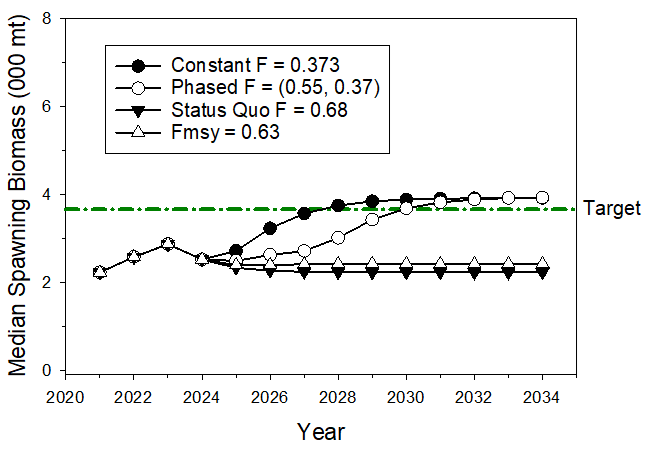 Median Spawning Biomass (000 mt)
8
6
4
2
0
Constant F = 0.373
Phased F = (0.55, 0.37)
Status Quo F = 0.68
Fmsy = 0.63
Target
2020 2022 2024 2026 2028 2030 2032 2034
Year